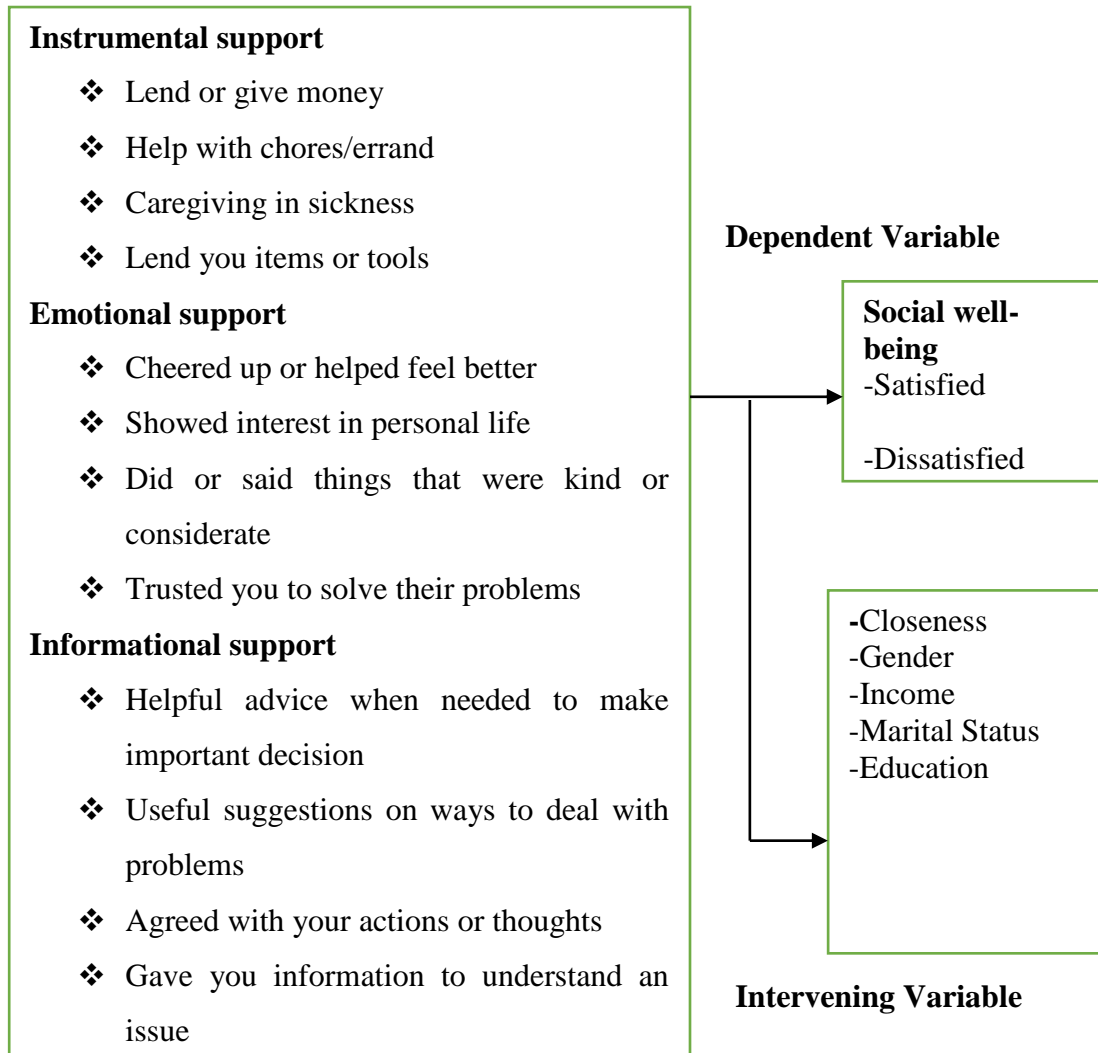 Instrumental support
❖ Lend or give money
❖ Help with chores/errand
❖ Caregiving in sickness
❖ Lend you items or tools
Emotional support
❖ Cheered up or helped feel better
❖ Showed interest in personal life
❖ Did or said things that were kind or
considerate
❖ Trusted you to solve their problems
Informational support
❖ Helpful advice when needed to make
important decision
❖ Useful suggestions on ways to deal with
problems
❖ Agreed with your actions or thoughts
❖ Gave you information to understand an
issue
Dependent Variable
Social well-
being
-Satisfied
-Dissatisfied
-Closeness
-Gender
-Income
-Marital Status
-Education
Intervening Variable